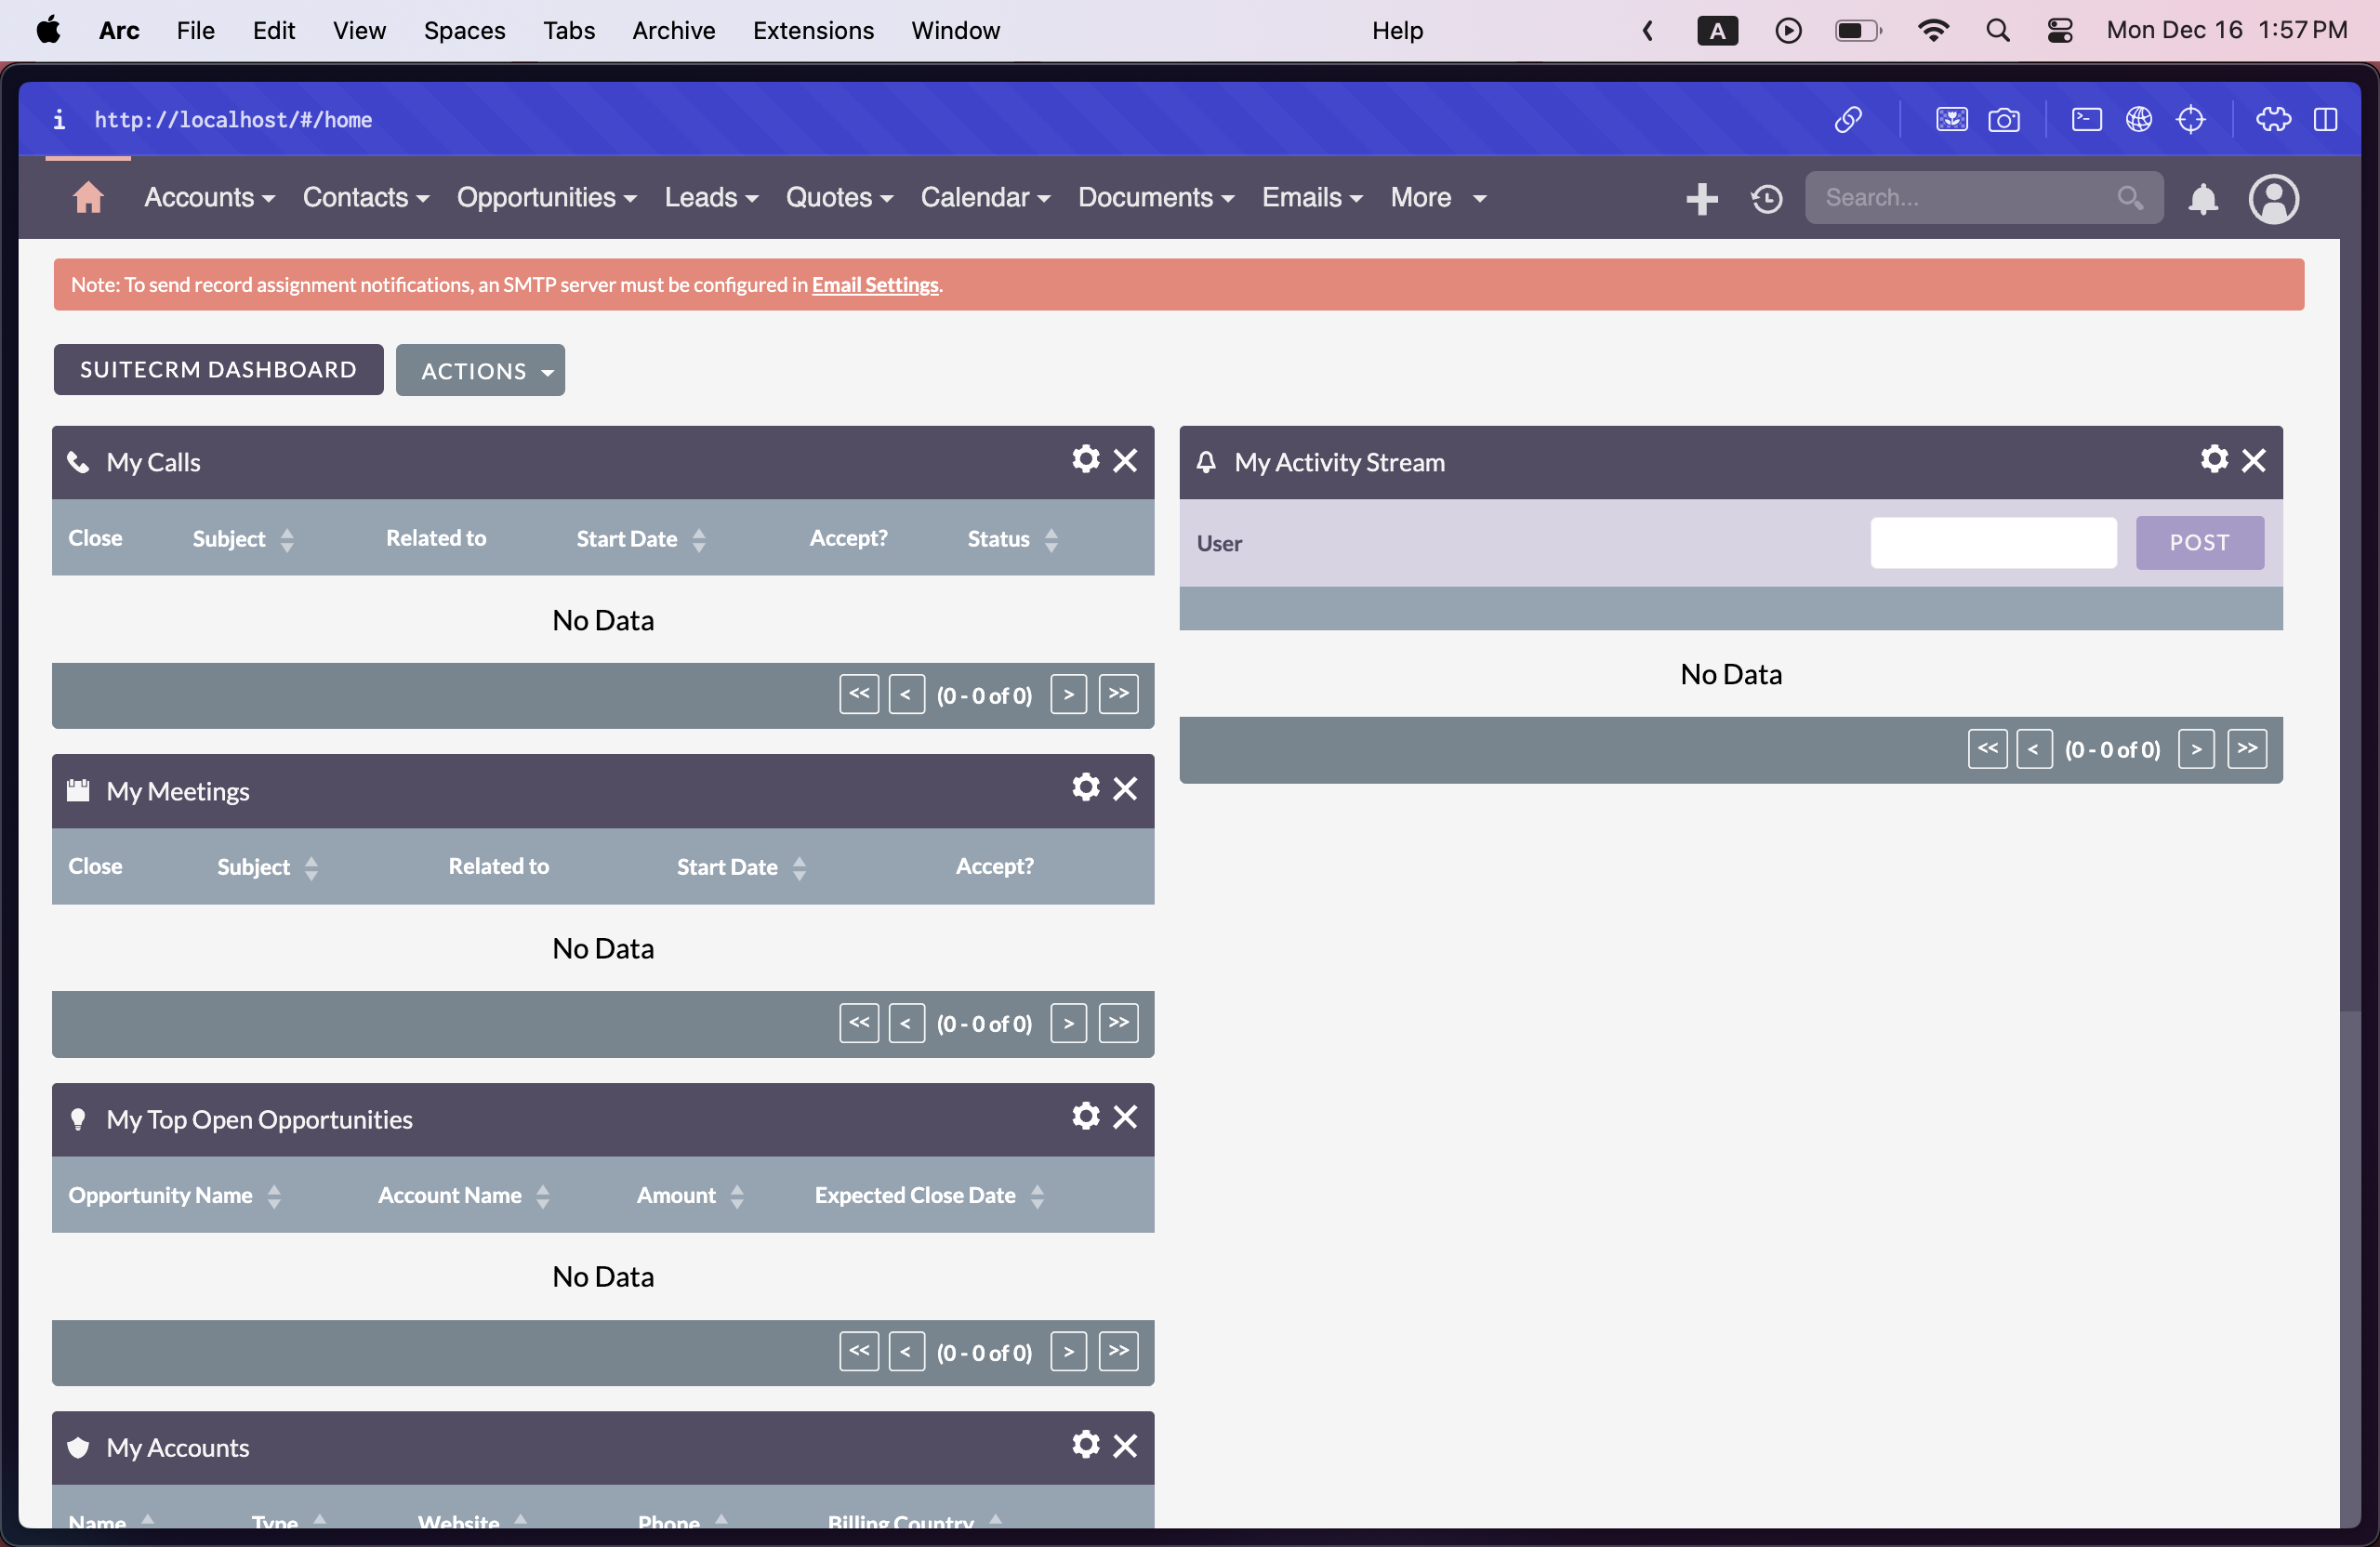 Arc File Edit View Spaces Tabs Archive Extensions Window Help A Mon Dec 16 1:57 PM
i http://localhost/#/home
Accounts Contacts Opportunities Leads Quotes Calendar Documents Emails More Search...
Note: To send record assignment notifications, an SMTP server must be configured in Email Settings.
SUITECRM DASHBOARD ACTIONS
My Calls
Close Subject Related to Start Date Accept? Status
No Data
<< < (0 - 0 of 0) > >>
My Meetings
Close Subject Related to Start Date Accept?
No Data
<< < (0 - 0 of 0) > >>
My Top Open Opportunities
Opportunity Name Account Name Amount Expected Close Date
No Data
<< < (0 - 0 of 0) > >>
My Accounts
Name Type Website Phone Billing Country
My Activity Stream
User POST
No Data
<< < (0 - 0 of 0) > >>